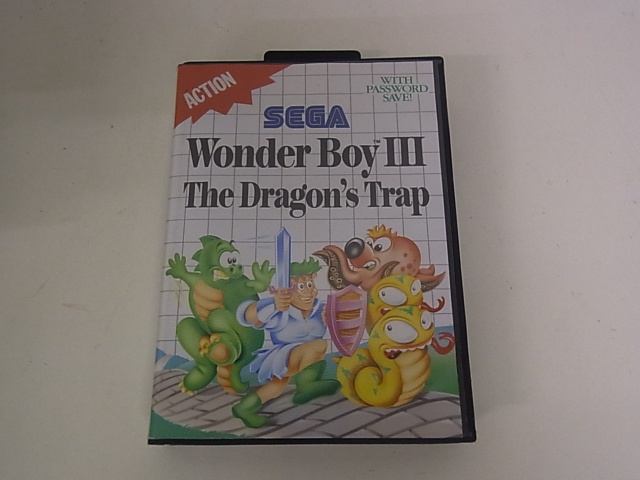 ACTION
WITH
PASSWORD
SAVE!
SEGA
Wonder Boy III
The Dragon's Trap